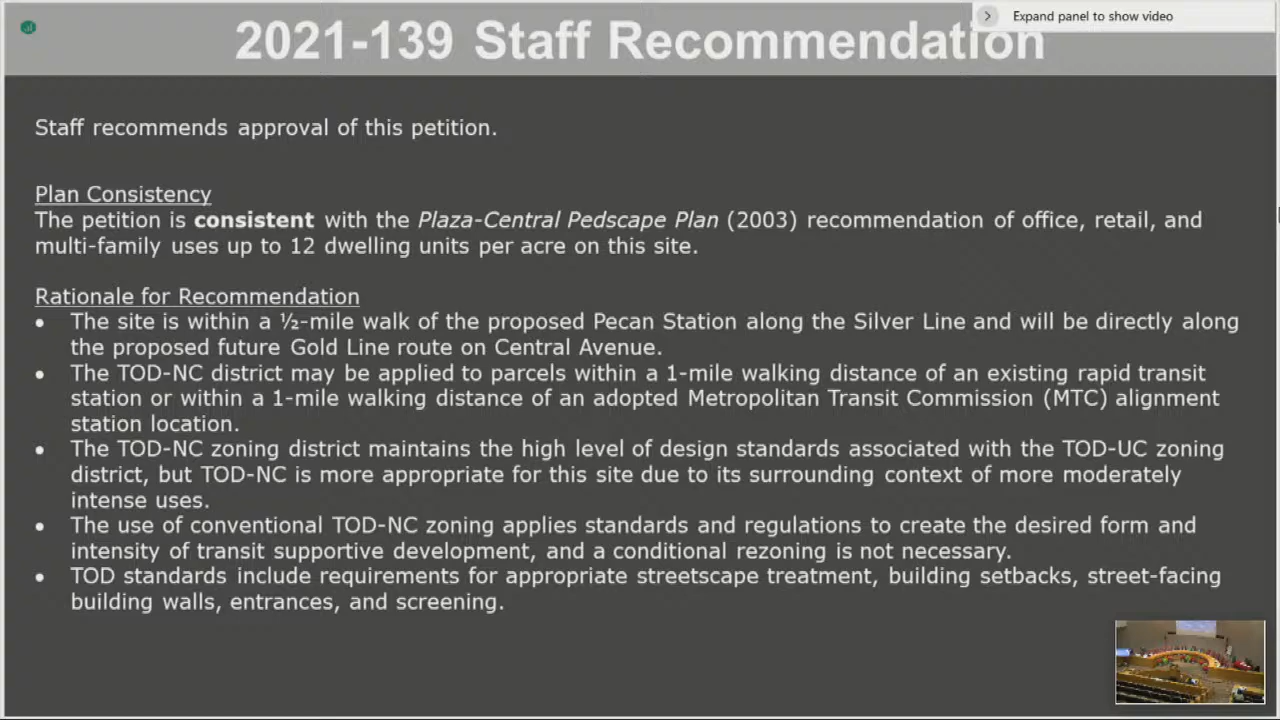 Expand panel to show video
2021-139 Staff Recommendation
Staff recommends approval of this petition.
Plan Consistency
The petition is consistent with the Plaza-Central Pedscape Plan (2003) recommendation of office, retail, and
multi-family uses up to 12 dwelling units per acre on this site.
Rationale for Recommendation
• The site is within a ½-mile walk of the proposed Pecan Station along the Silver Line and will be directly along
the proposed future Gold Line route on Central Avenue.
• The TOD-NC district may be applied to parcels within a 1-mile walking distance of an existing rapid transit
station or within a 1-mile walking distance of an adopted Metropolitan Transit Commission (MTC) alignment
station location.
• The TOD-NC zoning district maintains the high level of design standards associated with the TOD-UC zoning
district, but TOD-NC is more appropriate for this site due to its surrounding context of more moderately
intense uses.
• The use of conventional TOD-NC zoning applies standards and regulations to create the desired form and
intensity of transit supportive development, and a conditional rezoning is not necessary.
• TOD standards include requirements for appropriate streetscape treatment, building setbacks, street-facing
building walls, entrances, and screening.